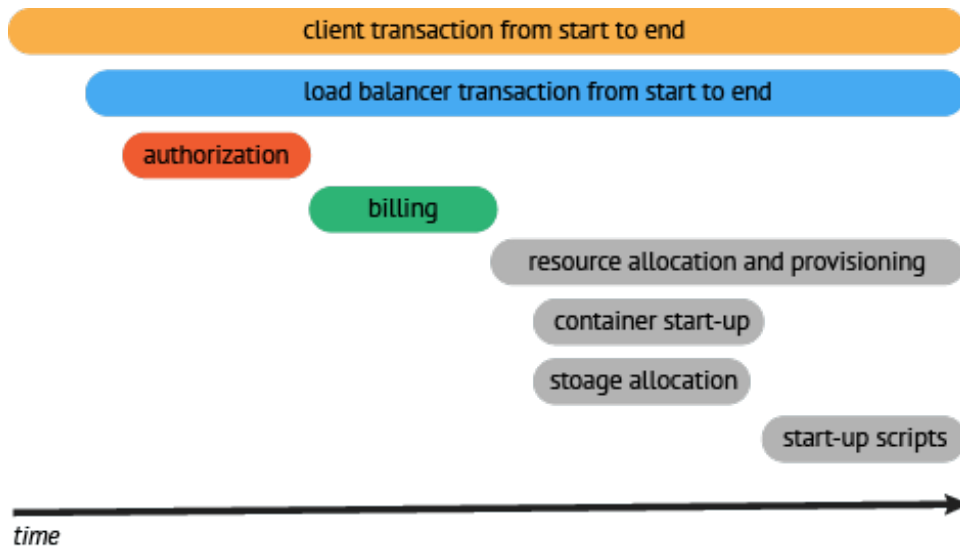 client transaction from start to end
load balancer transaction from start to end
authorization
billing
resource allocation and provisioning
container start-up
stoage allocation
start-up scripts
time